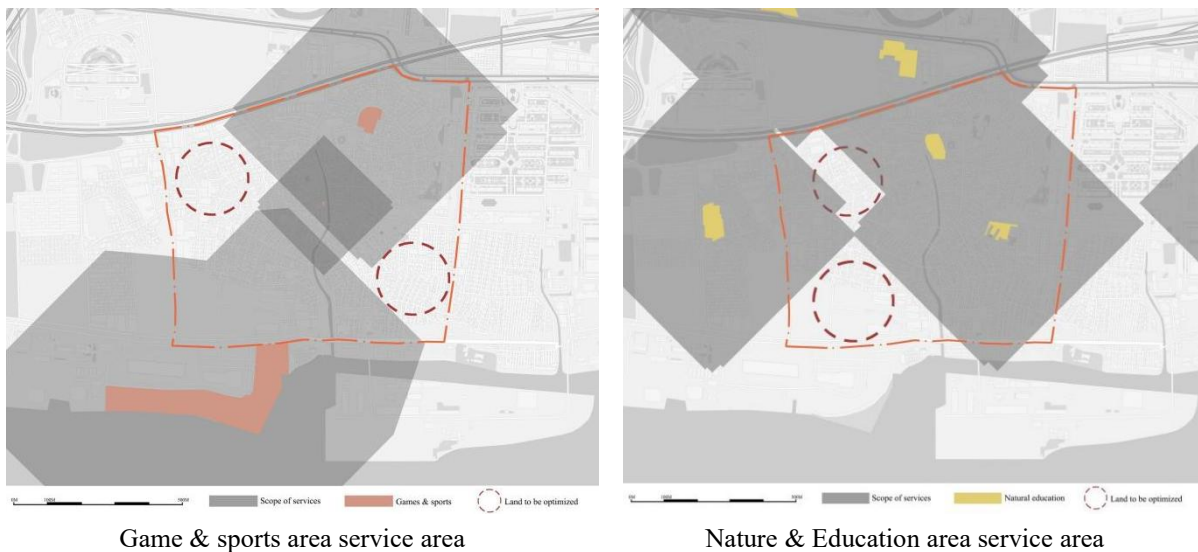 Scope of services Games & sports Land to be optimized
Scope of services Natural education Land to be optimized
Game & sports area service area
Nature & Education area service area